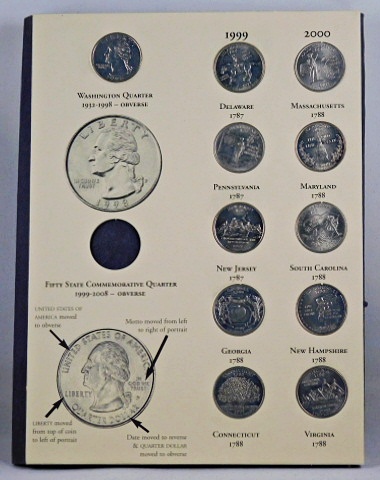 1999 2000
WASHINGTON QUARTER
1932-1998 – OBVERSE
DELAWARE
1787
MASSACHUSETTS
1788
LIBERTY
IN GOD WE
TRUST
1998
PENNSYLVANIA
1787
MARYLAND
1788
FIFTY STATE COMMEMORATIVE QUARTER
1999-2008 – OBVERSE
NEW JERSEY
1787
SOUTH CAROLINA
1788
UNITED STATES OF
AMERICA moved
to obverse
Motto moved from left
to right of portrait
UNITED STATES OF AMERICA
LIBERTY
IN GOD WE
TRUST
QUARTER DOLLAR
GEORGIA
1788
NEW HAMPSHIRE
1788
LIBERTY moved
from top of coin
to left of portrait
Date moved to reverse
& QUARTER DOLLAR
moved to obverse
CONNECTICUT
1788
VIRGINIA
1788